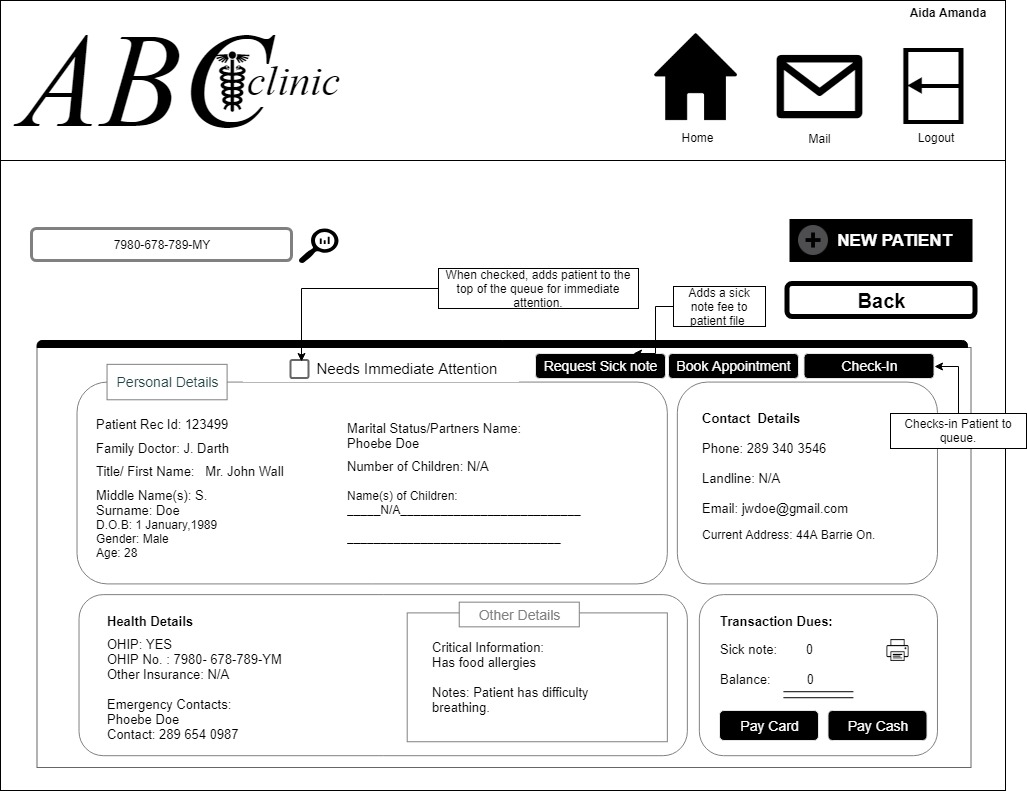 Aida Amanda
ABC clinic
Home
Mail
Logout
7980-678-789-MY
NEW PATIENT
When checked, adds patient to the
top of the queue for immediate
attention.
Adds a sick
note fee to
patient file
Back
Needs Immediate Attention
Request Sick note
Book Appointment
Check-In
Checks-in Patient to
queue.
Personal Details
Patient Rec Id: 123499
Family Doctor: J. Darth
Title/ First Name: Mr. John Wall
Middle Name(s): S.
Surname: Doe
D.O.B: 1 January,1989
Gender: Male
Age: 28
Marital Status/Partners Name:
Phoebe Doe
Number of Children: N/A
Name(s) of Children:
_____N/A___________________________
________________________________
Contact Details
Phone: 289 340 3546
Landline: N/A
Email: jwdoe@gmail.com
Current Address: 44A Barrie On.
Health Details
OHIP: YES
OHIP No. : 7980- 678-789-YM
Other Insurance: N/A
Emergency Contacts:
Phoebe Doe
Contact: 289 654 0987
Other Details
Critical Information:
Has food allergies
Notes: Patient has difficulty
breathing.
Transaction Dues:
Sick note: 0
Balance: 0
Pay Card
Pay Cash